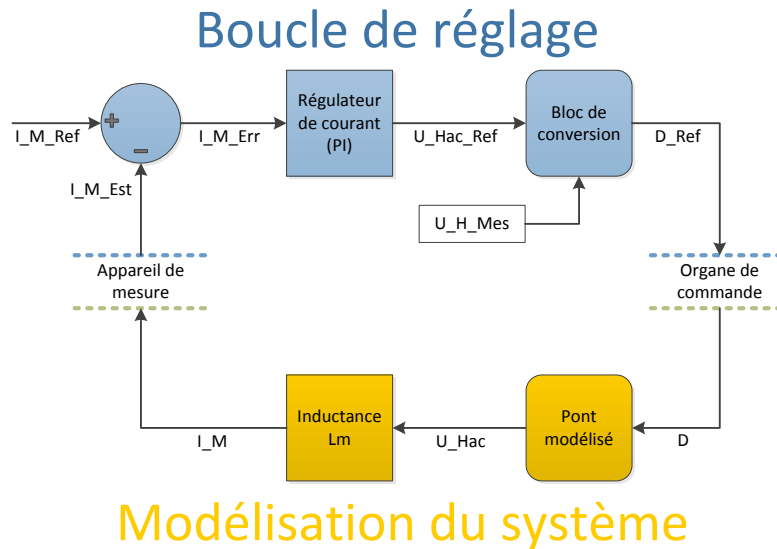 Boucle de réglage
I_M_Ref
+
−
I_M_Err
Régulateur
de courant
(PI)
U_Hac_Ref
Bloc de
conversion
D_Ref
I_M_Est
U_H_Mes
Appareil de
mesure
Organe de
commande
I_M
Inductance
Lm
U_Hac
Pont
modélisé
D
Modélisation du système